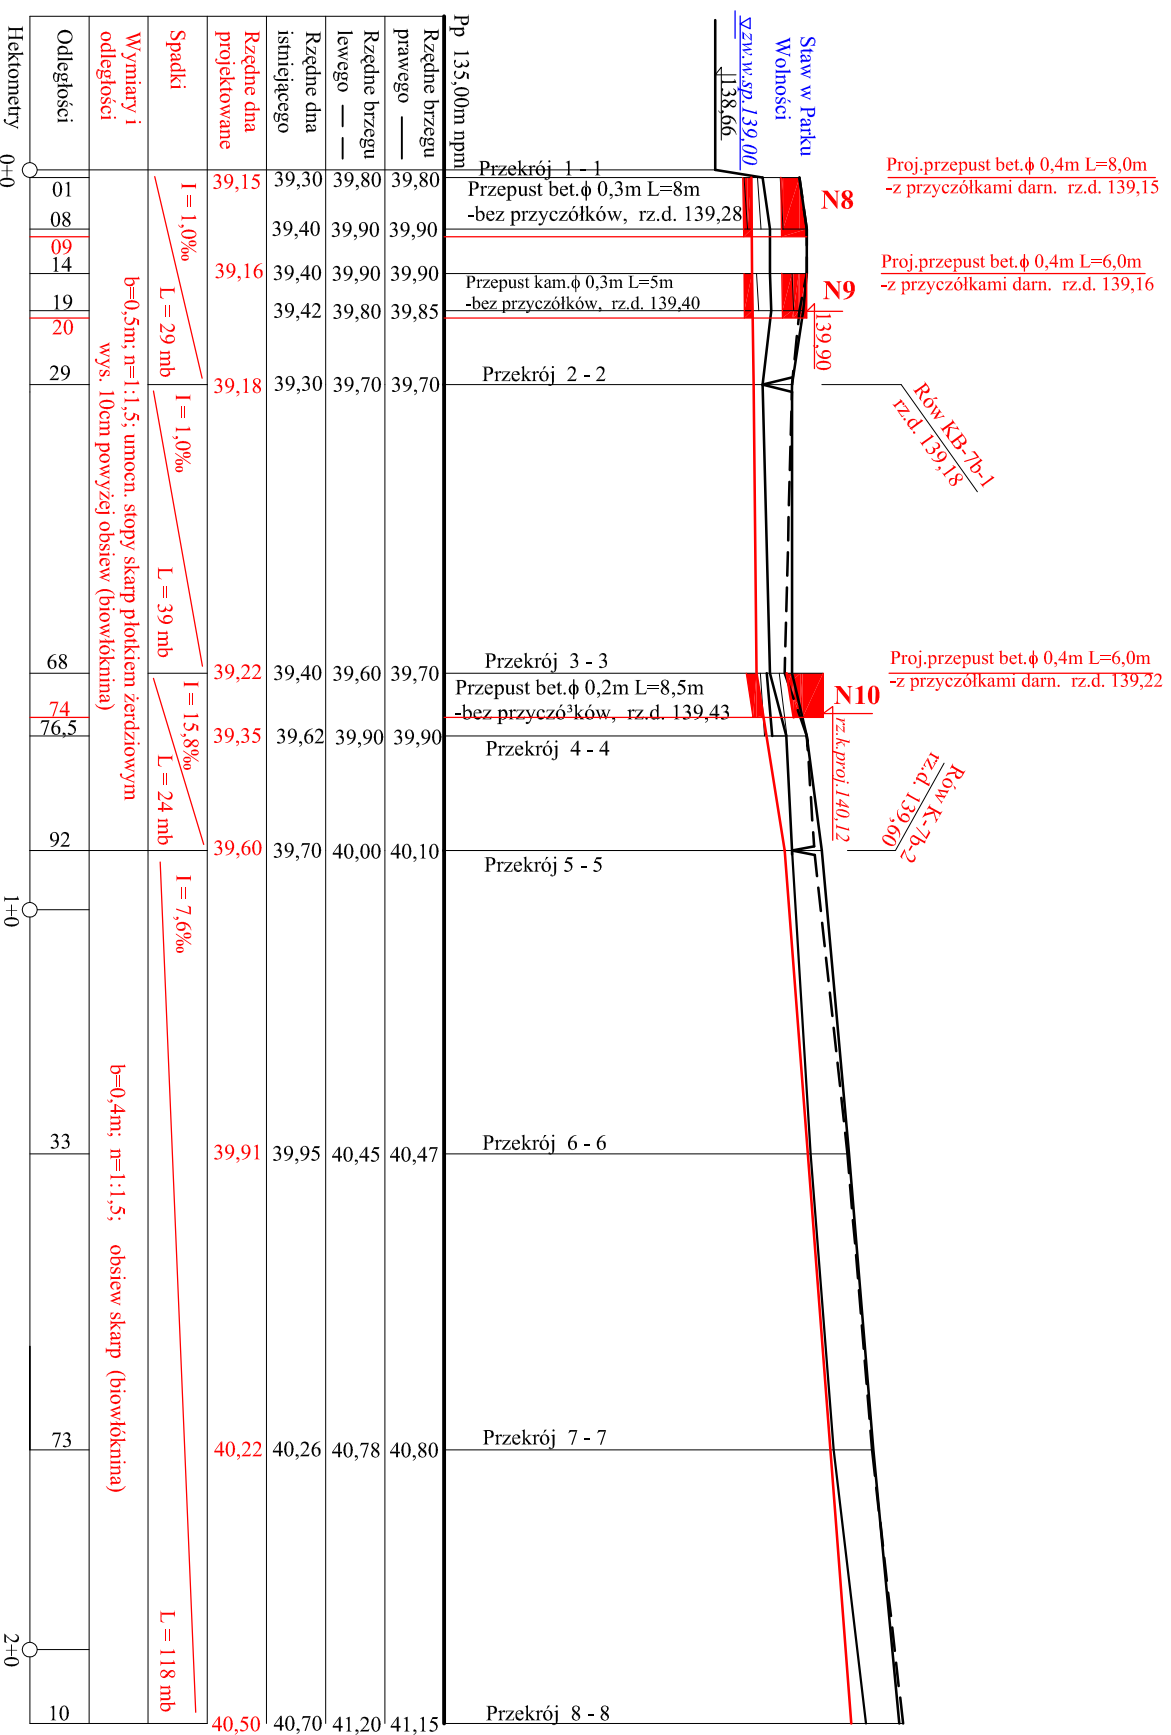 Staw w Parku
Wolności
zw.w.sp.139,00
138,66
Pp 135,00m npm
Rzędne brzegu
prawego
Rzędne brzegu
lewego
Rzędne dna
istniejącego
Rzędne dna
projektowane
Spadki
Wymiary i
odległości
Odległości
Hektometry
Proj.przepust bet.ϕ 0,4m L=8,0m
-z przyczółkami darn. rz.d. 139,15
N8
Proj.przepust bet.ϕ 0,4m L=6,0m
-z przyczółkami darn. rz.d. 139,16
N9
139,90
Rów KB-7b-1
rz.d. 139,18
Proj.przepust bet.ϕ 0,4m L=6,0m
-z przyczółkami darn. rz.d. 139,22
N10
rz.k.proj.140,12
Rów K-7b-2
rz.d. 139,60
Przekrój 1 - 1
Przepust bet.ϕ 0,3m L=8m
-bez przyczółków, rz.d. 139,28
Przepust kam.ϕ 0,3m L=5m
-bez przyczółków, rz.d. 139,40
Przekrój 2 - 2
Przekrój 3 - 3
Przepust bet.ϕ 0,2m L=8,5m
-bez przyczó³ków, rz.d. 139,43
Przekrój 4 - 4
Przekrój 5 - 5
Przekrój 6 - 6
Przekrój 7 - 7
Przekrój 8 - 8
39,80 39,90 39,90 39,85 39,70 39,70 39,90 40,10 40,47 40,80 41,15
39,80 39,90 39,90 39,80 39,70 39,60 39,90 40,00 40,45 40,78 41,20
39,30 39,40 39,40 39,42 39,30 39,40 39,62 39,70 39,95 40,26 40,70
39,15 39,16 39,18 39,22 39,35 39,60 39,91 40,22 40,50
I = 1,0‰
L = 29 mb
I = 1,0‰
L = 39 mb
I = 15,8‰
L = 24 mb
I = 7,6‰
L = 118 mb
b=0,5m; n=1:1,5; umocn. stopy skarp płotkiem żerdziowym
wys. 10cm powyżej obsiew (biowłóknina)
b=0,4m; n=1:1,5; obsiew skarp (biowłóknina)
01 08 09 14 19 20 29 68 74 76,5 92 33 73 10
0+0 1+0 2+0